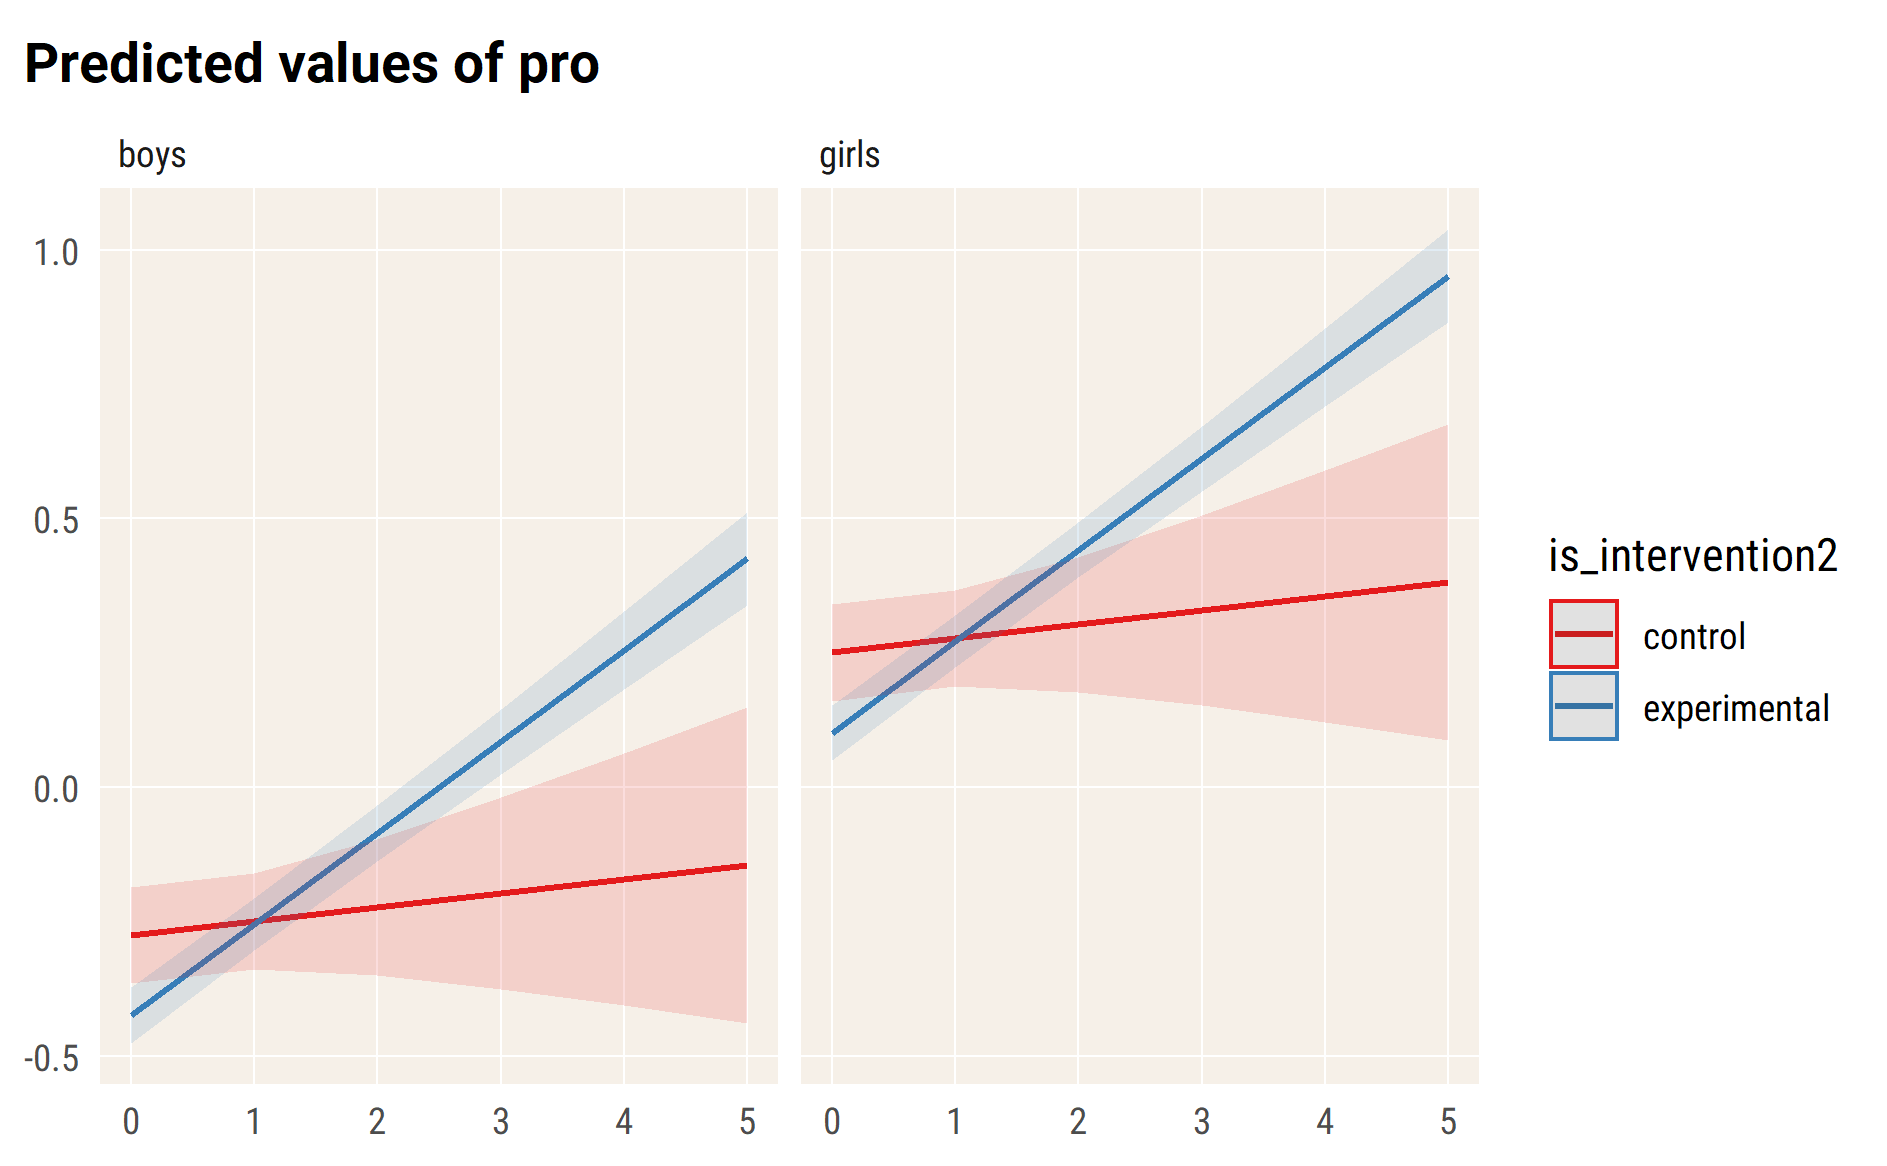 Predicted values of pro
boys
girls
1.0
0.5
0.0
-0.5
0 1 2 3 4 5
0 1 2 3 4 5
is_intervention2
control
experimental